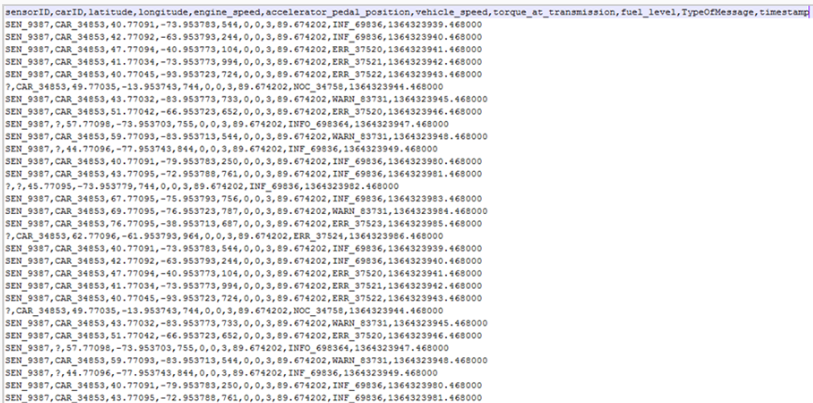 sensorID,carID,latitude,longitude,engine_speed,accelerator_pedal_position,vehicle_speed,torque_at_transmission,fuel_level,TypeOfMessage,timestamp
SEN_9387,CAR_34853,40.77091,-73.953783,544,0,0,3,89.674202,INF_69836,1364323939.468000
SEN_9387,CAR_34853,42.77092,-63.953793,244,0,0,3,89.674202,INF_69836,1364323940.468000
SEN_9387,CAR_34853,47.77094,-40.953773,104,0,0,3,89.674202,ERR_37520,1364323941.468000
SEN_9387,CAR_34853,41.77034,-73.953773,994,0,0,3,89.674202,ERR_37521,1364323942.468000
SEN_9387,CAR_34853,40.77045,-93.953723,724,0,0,3,89.674202,ERR_37522,1364323943.468000
?,CAR_34853,49.77035,-13.953743,744,0,0,3,89.674202,NOC_34758,1364323944.468000
SEN_9387,CAR_34853,43.77032,-83.953773,733,0,0,3,89.674202,WARN_83731,1364323945.468000
SEN_9387,CAR_34853,51.77042,-66.953723,652,0,0,3,89.674202,ERR_37520,1364323946.468000
SEN_9387,?,57.77098,-73.953703,755,0,0,3,89.674202,INFO_698364,1364323947.468000
SEN_9387,CAR_34853,59.77093,-83.953713,544,0,0,3,89.674202,WARN_83731,1364323948.468000
SEN_9387,?,44.77096,-77.953743,844,0,0,3,89.674202,INF_69836,1364323949.468000
SEN_9387,CAR_34853,40.77091,-79.953783,250,0,0,3,89.674202,INF_69836,1364323980.468000
SEN_9387,CAR_34853,43.77095,-72.953788,761,0,0,3,89.674202,INF_69836,1364323981.468000
?,?,45.77095,-73.953779,744,0,0,3,89.674202,INF_69836,1364323982.468000
SEN_9387,CAR_34853,67.77095,-75.953793,756,0,0,3,89.674202,INF_69836,1364323983.468000
SEN_9387,CAR_34853,69.77095,-76.953723,787,0,0,3,89.674202,WARN_83731,1364323984.468000
SEN_9387,CAR_34853,76.77095,-38.953713,687,0,0,3,89.674202,ERR_37523,1364323985.468000
?,CAR_34853,62.77095,-61.953793,964,0,0,3,89.674202,ERR_37524,1364323986.468000
SEN_9387,CAR_34853,40.77091,-73.953783,544,0,0,3,89.674202,INF_69836,1364323939.468000
SEN_9387,CAR_34853,42.77092,-63.953793,244,0,0,3,89.674202,INF_69836,1364323940.468000
SEN_9387,CAR_34853,47.77094,-40.953773,104,0,0,3,89.674202,ERR_37520,1364323941.468000
SEN_9387,CAR_34853,41.77034,-73.953773,994,0,0,3,89.674202,ERR_37521,1364323942.468000
SEN_9387,CAR_34853,40.77045,-93.953723,724,0,0,3,89.674202,ERR_37522,1364323943.468000
?,CAR_34853,49.77035,-13.953743,744,0,0,3,89.674202,NOC_34758,1364323944.468000
SEN_9387,CAR_34853,43.77032,-83.953773,733,0,0,3,89.674202,WARN_83731,1364323945.468000
SEN_9387,CAR_34853,51.77042,-66.953723,652,0,0,3,89.674202,ERR_37520,1364323946.468000
SEN_9387,?,57.77098,-73.953703,755,0,0,3,89.674202,INFO_698364,1364323947.468000
SEN_9387,CAR_34853,59.77093,-83.953713,544,0,0,3,89.674202,WARN_83731,1364323948.468000
SEN_9387,?,44.77096,-77.953743,844,0,0,3,89.674202,INF_69836,1364323949.468000
SEN_9387,CAR_34853,40.77091,-79.953783,250,0,0,3,89.674202,INF_69836,1364323980.468000
SEN_9387,CAR_34853,43.77095,-72.953788,761,0,0,3,89.674202,INF_69836,1364323981.468000